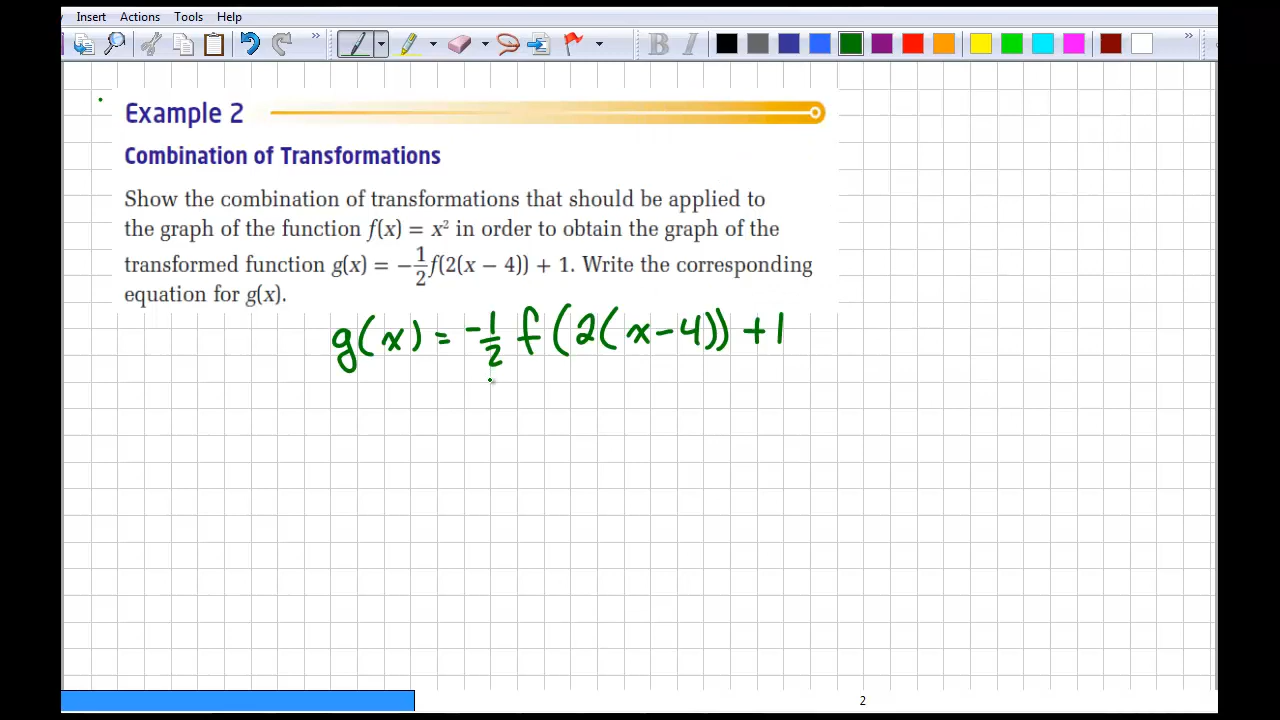 Insert Actions Tools Help
Example 2
Combination of Transformations
Show the combination of transformations that should be applied to
the graph of the function f(x) = x² in order to obtain the graph of the
transformed function g(x) = −1/2 f(2(x − 4)) + 1. Write the corresponding
equation for g(x).
g(x) = -1/2 f(2(x-4)) +1
2